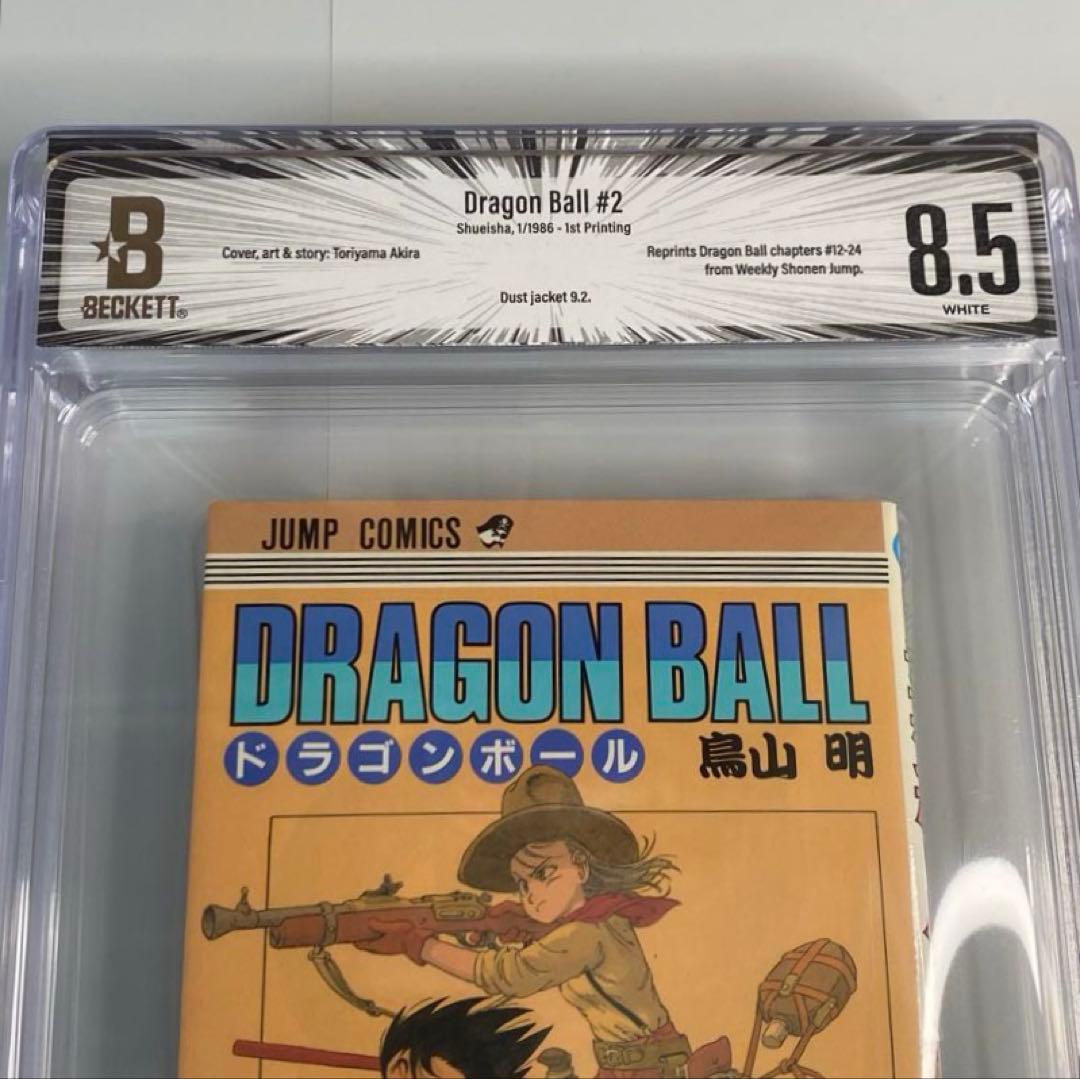 B
BECKETT®
Dragon Ball #2
Shueisha, 1/1986 - 1st Printing
Cover, art & story: Toriyama Akira
Reprints Dragon Ball chapters #12-24
from Weekly Shonen Jump.
Dust jacket 9.2.
8.5
WHITE
JUMP COMICS
DRAGON BALL
ドラゴンボール 鳥山 明